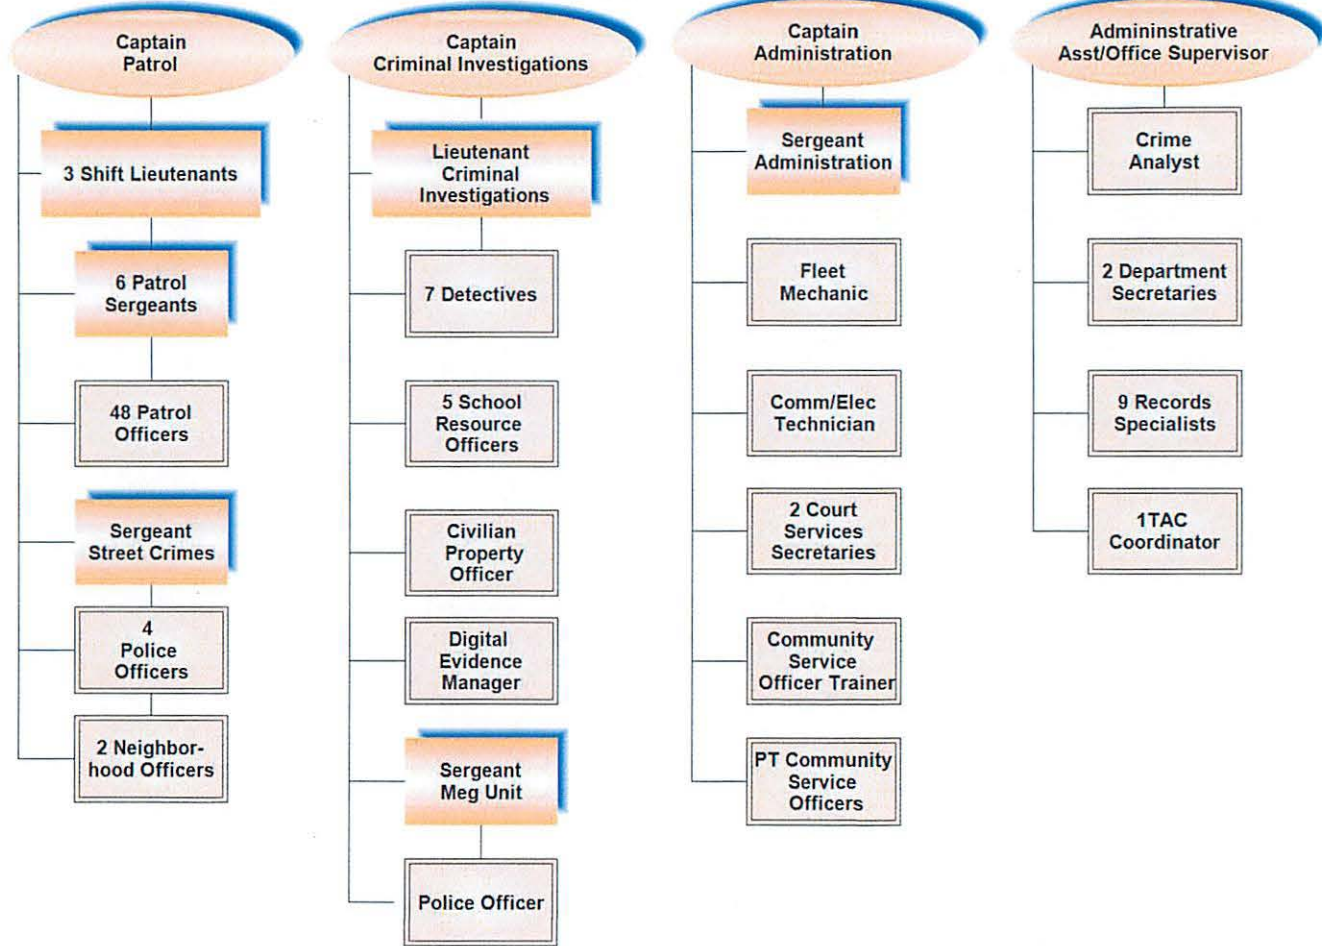 Captain
Patrol
3 Shift Lieutenants
6 Patrol
Sergeants
48 Patrol
Officers
Sergeant
Street Crimes
4
Police
Officers
2 Neighbor-
hood Officers
Captain
Criminal Investigations
Lieutenant
Criminal
Investigations
7 Detectives
5 School
Resource
Officers
Civilian
Property
Officer
Digital
Evidence
Manager
Sergeant
Meg Unit
Police Officer
Captain
Administration
Sergeant
Administration
Fleet
Mechanic
Comm/Elec
Technician
2 Court
Services
Secretaries
Community
Service
Officer Trainer
PT Community
Service
Officers
Admininstrative
Asst/Office Supervisor
Crime
Analyst
2 Department
Secretaries
9 Records
Specialists
1TAC
Coordinator